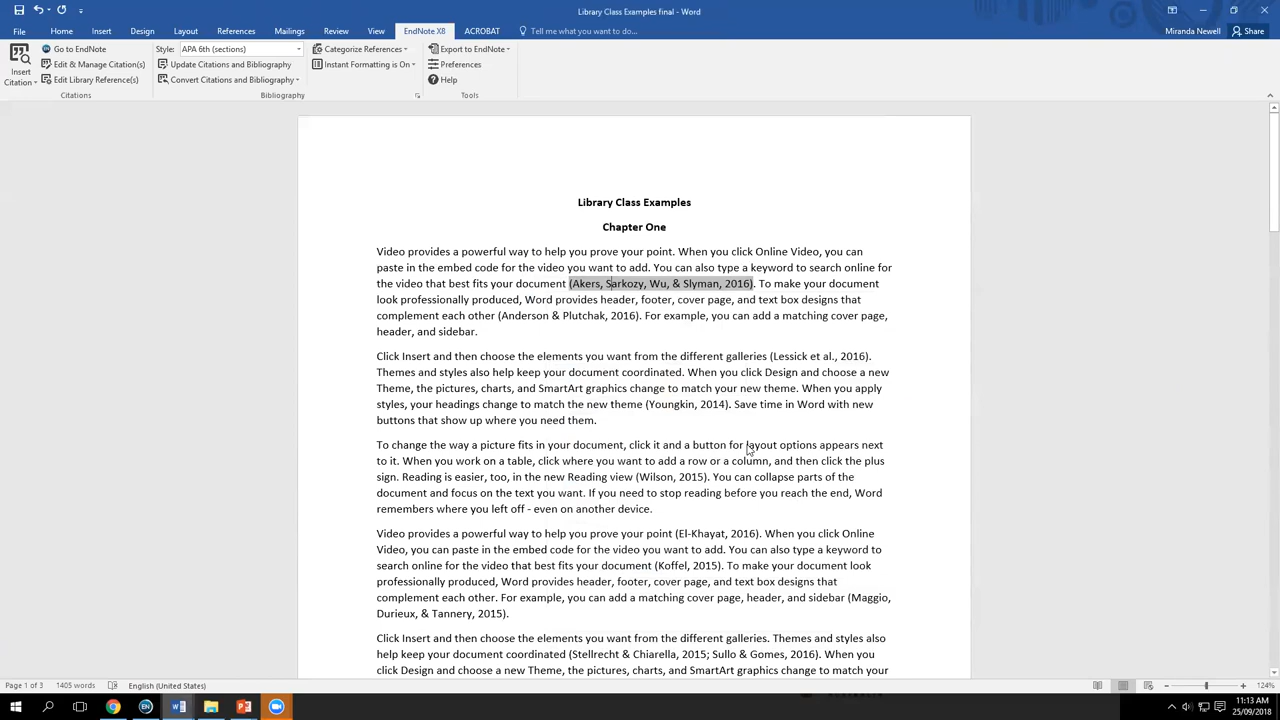 Library Class Examples final - Word
Miranda Newell
Share
File Insert Design Layout References Mailings Review View EndNote X8 ACROBAT Tell me what you want to do...
Insert
Citation
Go to EndNote
Edit & Manage Citation(s)
Edit Library Reference(s)
Citations
Style: APA 6th (sections)
Update Citations and Bibliography
Convert Citations and Bibliography
Categorize References
Instant Formatting is On
Bibliography
Export to EndNote
Preferences
Help
Tools
Library Class Examples
Chapter One
Video provides a powerful way to help you prove your point. When you click Online Video, you can
paste in the embed code for the video you want to add. You can also type a keyword to search online for
the video that best fits your document (Akers, Sarkozy, Wu, & Slyman, 2016). To make your document
look professionally produced, Word provides header, footer, cover page, and text box designs that
complement each other (Anderson & Plutchak, 2016). For example, you can add a matching cover page,
header, and sidebar.
Click Insert and then choose the elements you want from the different galleries (Lessick et al., 2016).
Themes and styles also help keep your document coordinated. When you click Design and choose a new
Theme, the pictures, charts, and SmartArt graphics change to match your new theme. When you apply
styles, your headings change to match the new theme (Youngkin, 2014). Save time in Word with new
buttons that show up where you need them.
To change the way a picture fits in your document, click it and a button for layout options appears next
to it. When you work on a table, click where you want to add a row or a column, and then click the plus
sign. Reading is easier, too, in the new Reading view (Wilson, 2015). You can collapse parts of the
document and focus on the text you want. If you need to stop reading before you reach the end, Word
remembers where you left off - even on another device.
Video provides a powerful way to help you prove your point (El-Khayat, 2016). When you click Online
Video, you can paste in the embed code for the video you want to add. You can also type a keyword to
search online for the video that best fits your document (Koffel, 2015). To make your document look
professionally produced, Word provides header, footer, cover page, and text box designs that
complement each other. For example, you can add a matching cover page, header, and sidebar (Maggio,
Durieux, & Tannery, 2015).
Click Insert and then choose the elements you want from the different galleries. Themes and styles also
help keep your document coordinated (Stellrecht & Chiarella, 2015; Sullo & Gomes, 2016). When you
click Design and choose a new Theme, the pictures, charts, and SmartArt graphics change to match your
Page 1 of 3 1405 words English (United States) 124%
11:13 AM
25/09/2018